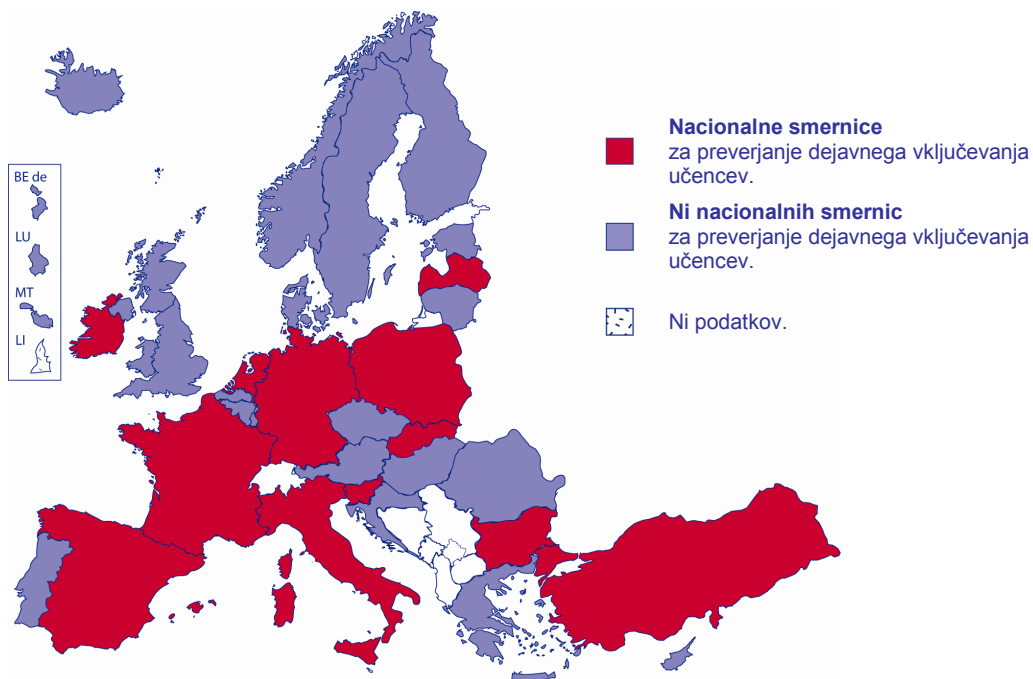 BE de
LU
MT
LI
Nacionalne smernice
za preverjanje dejavnega vključevanja
učencev.
Ni nacionalnih smernic
za preverjanje dejavnega vključevanja
učencev.
Ni podatkov.